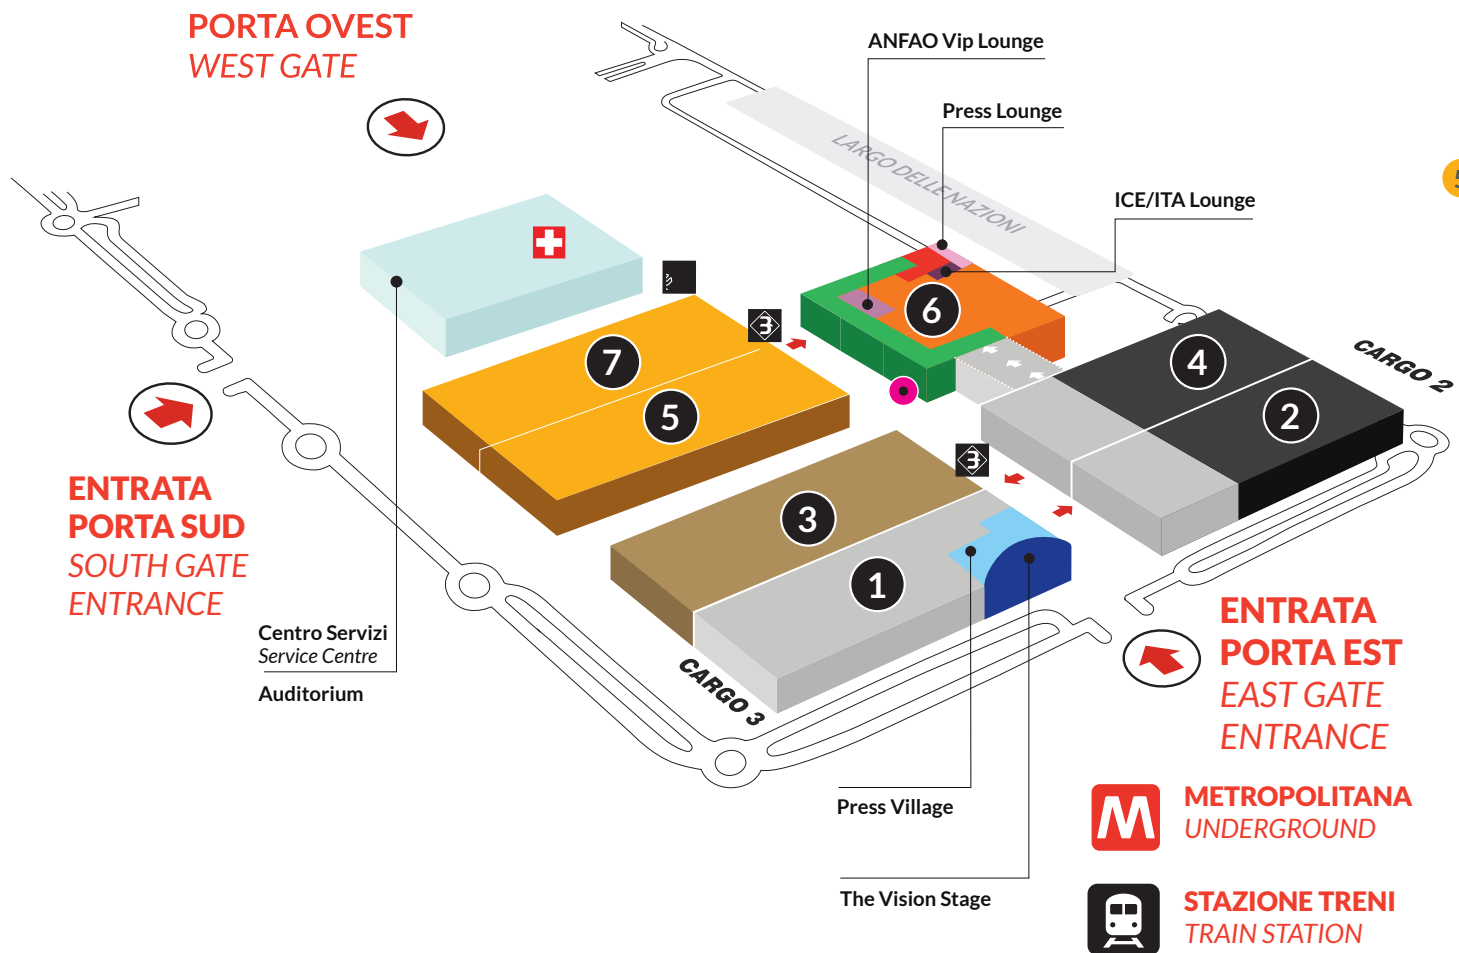 PORTA OVEST
WEST GATE
ANFAO Vip Lounge
Press Lounge
LARGO DELLE NAZIONI
ICE/ITA Lounge
5
6
7
4
CARGO 2
5
2
ENTRATA
PORTA SUD
SOUTH GATE
ENTRANCE
3
1
Centro Servizi
Service Centre
Auditorium
CARGO 3
ENTRATA
PORTA EST
EAST GATE
ENTRANCE
Press Village
M
METROPOLITANA
UNDERGROUND
The Vision Stage
STAZIONE TRENI
TRAIN STATION